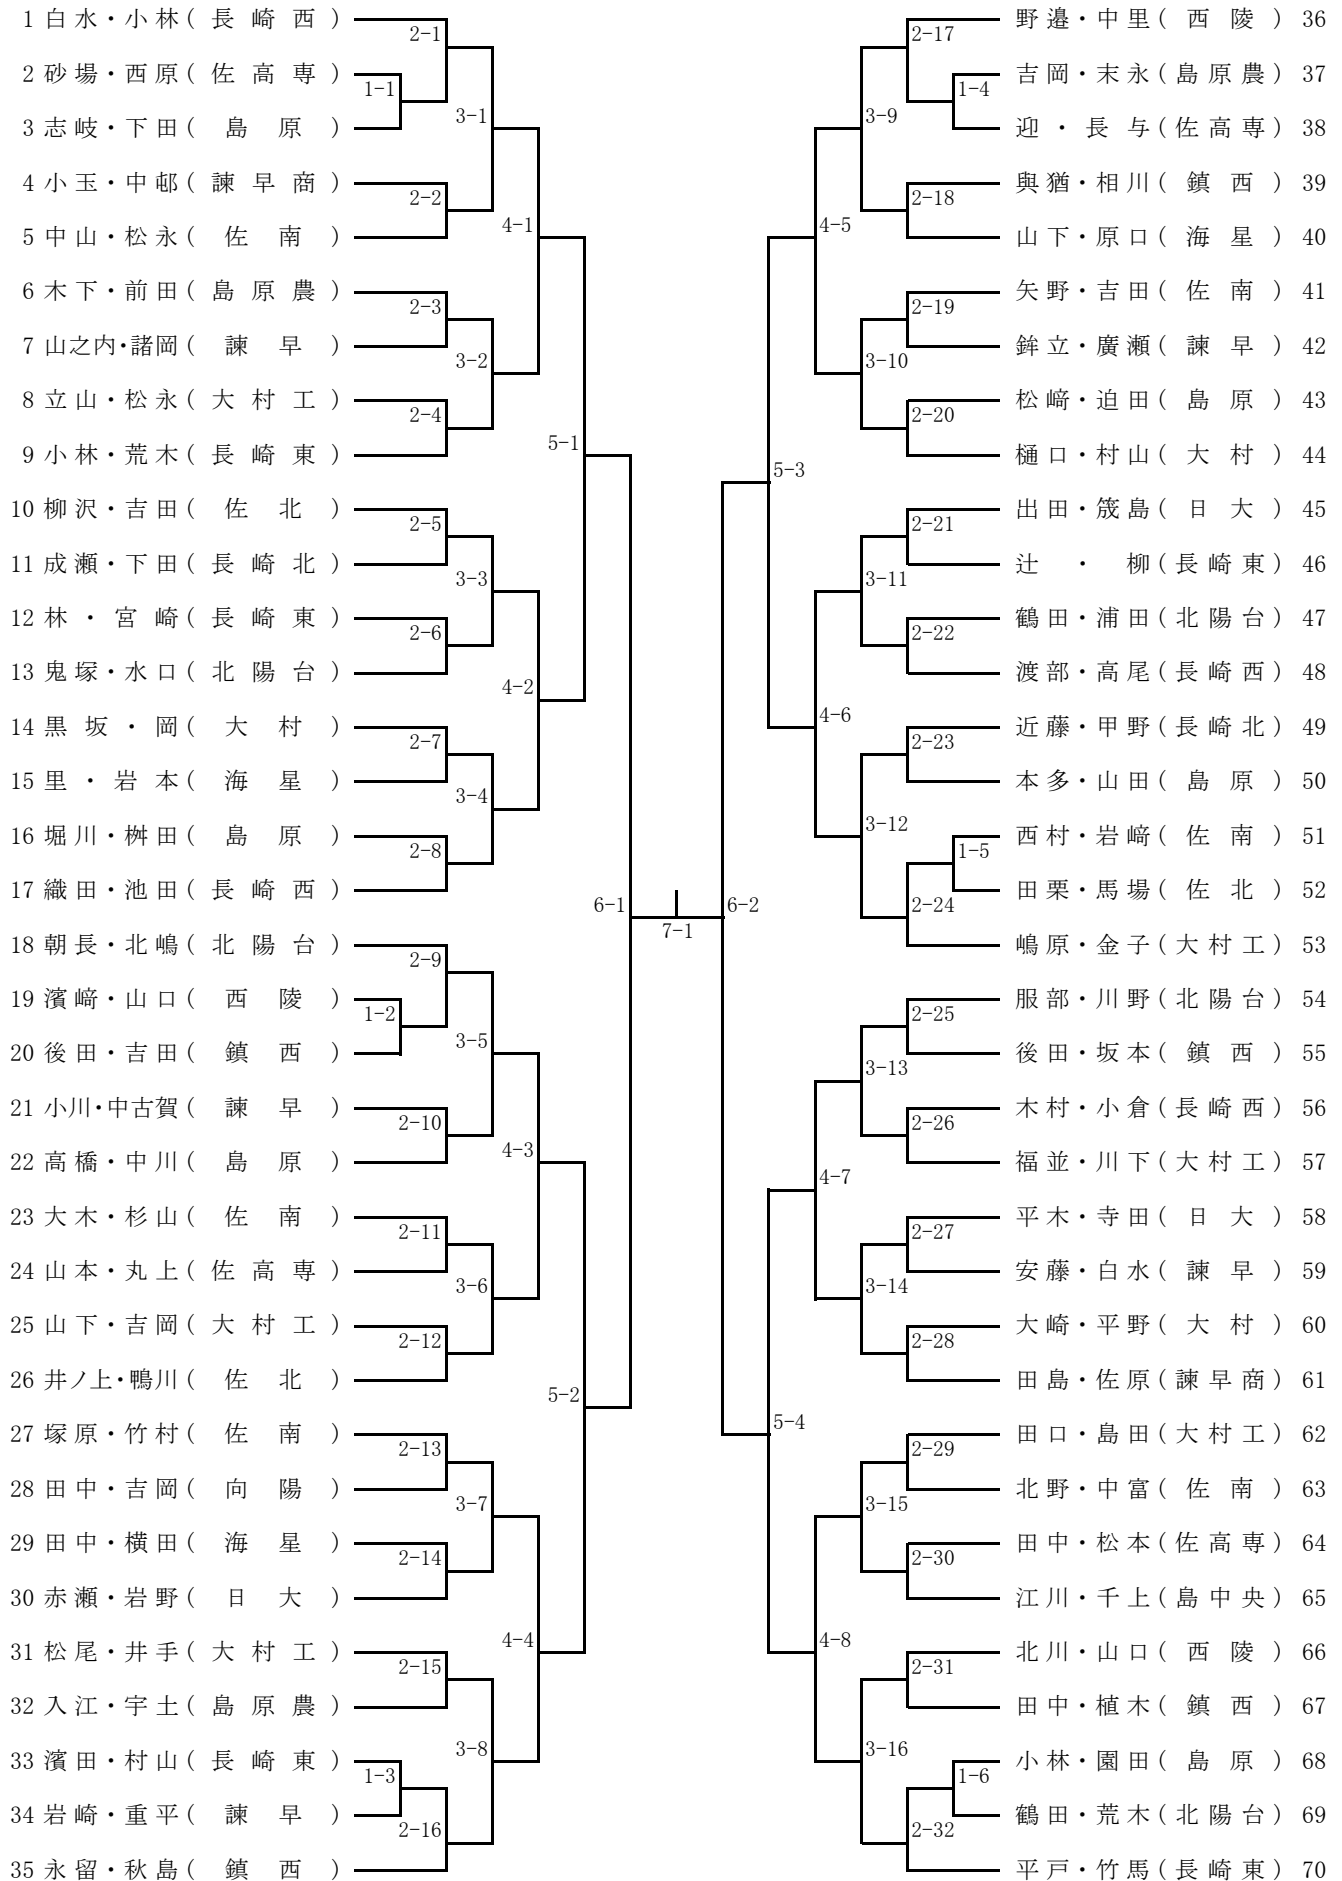 1 白水・小林(長崎西)
2 砂場・西原(佐高専)
3 志岐・下田(島原)
4 小玉・中邨(諫早商)
5 中山・松永(佐南)
6 木下・前田(島原農)
7 山之内・諸岡(諫早)
8 立山・松永(大村工)
9 小林・荒木(長崎東)
10 柳沢・吉田(佐北)
11 成瀬・下田(長崎北)
12 林・宮崎(長崎東)
13 鬼塚・水口(北陽台)
14 黒坂・岡(大村)
15 里・岩本(海星)
16 堀川・桝田(島原)
17 織田・池田(長崎西)
18 朝長・北嶋(北陽台)
19 濱﨑・山口(西陵)
20 後田・吉田(鎮西)
21 小川・中古賀(諫早)
22 高橋・中川(島原)
23 大木・杉山(佐南)
24 山本・丸上(佐高専)
25 山下・吉岡(大村工)
26 井ノ上・鴨川(佐北)
27 塚原・竹村(佐南)
28 田中・吉岡(向陽)
29 田中・横田(海星)
30 赤瀬・岩野(日大)
31 松尾・井手(大村工)
32 入江・宇土(島原農)
33 濱田・村山(長崎東)
34 岩崎・重平(諫早)
35 永留・秋島(鎮西)
2-1
1-1
3-1
2-2
4-1
2-3
3-2
2-4
5-1
2-5
3-3
2-6
4-2
2-7
3-4
2-8
6-1
2-9
1-2
3-5
2-10
4-3
2-11
3-6
2-12
5-2
2-13
3-7
2-14
4-4
2-15
3-8
1-3
2-16
7-1
2-17
1-4
3-9
2-18
4-5
2-19
3-10
2-20
5-3
2-21
3-11
2-22
4-6
2-23
3-12
1-5
2-24
6-2
2-25
3-13
2-26
4-7
2-27
3-14
2-28
5-4
2-29
3-15
2-30
4-8
2-31
3-16
1-6
2-32
野邉・中里(西陵) 36
吉岡・末永(島原農) 37
迎・長与(佐高専) 38
與猶・相川(鎮西) 39
山下・原口(海星) 40
矢野・吉田(佐南) 41
鉾立・廣瀬(諫早) 42
松﨑・迫田(島原) 43
樋口・村山(大村) 44
出田・筬島(日大) 45
辻・柳(長崎東) 46
鶴田・浦田(北陽台) 47
渡部・高尾(長崎西) 48
近藤・甲野(長崎北) 49
本多・山田(島原) 50
西村・岩﨑(佐南) 51
田栗・馬場(佐北) 52
嶋原・金子(大村工) 53
服部・川野(北陽台) 54
後田・坂本(鎮西) 55
木村・小倉(長崎西) 56
福並・川下(大村工) 57
平木・寺田(日大) 58
安藤・白水(諫早) 59
大崎・平野(大村) 60
田島・佐原(諫早商) 61
田口・島田(大村工) 62
北野・中富(佐南) 63
田中・松本(佐高専) 64
江川・千上(島中央) 65
北川・山口(西陵) 66
田中・植木(鎮西) 67
小林・園田(島原) 68
鶴田・荒木(北陽台) 69
平戸・竹馬(長崎東) 70